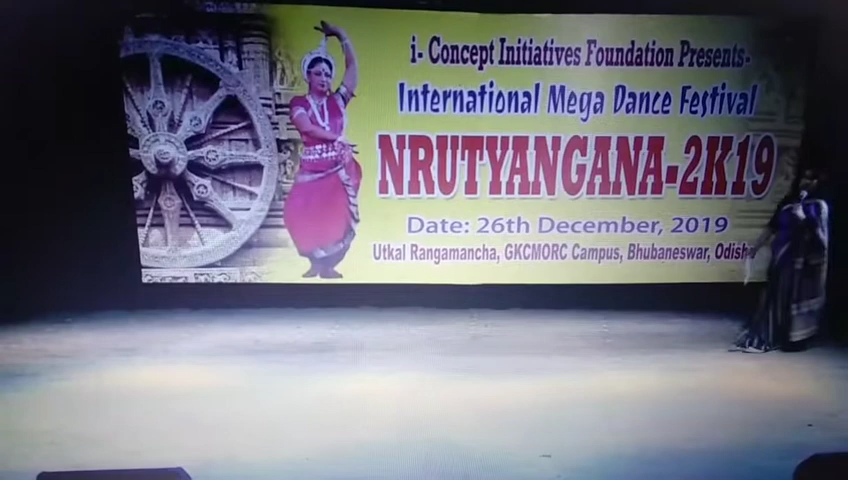 i- Concept Initiatives Foundation Presents-
International Mega Dance Festival
NRUTYANGANA-2K19
Date: 26th December, 2019
UTKAL Rangamancha, GKCMORC Campus, Bhubaneswar, Odisha